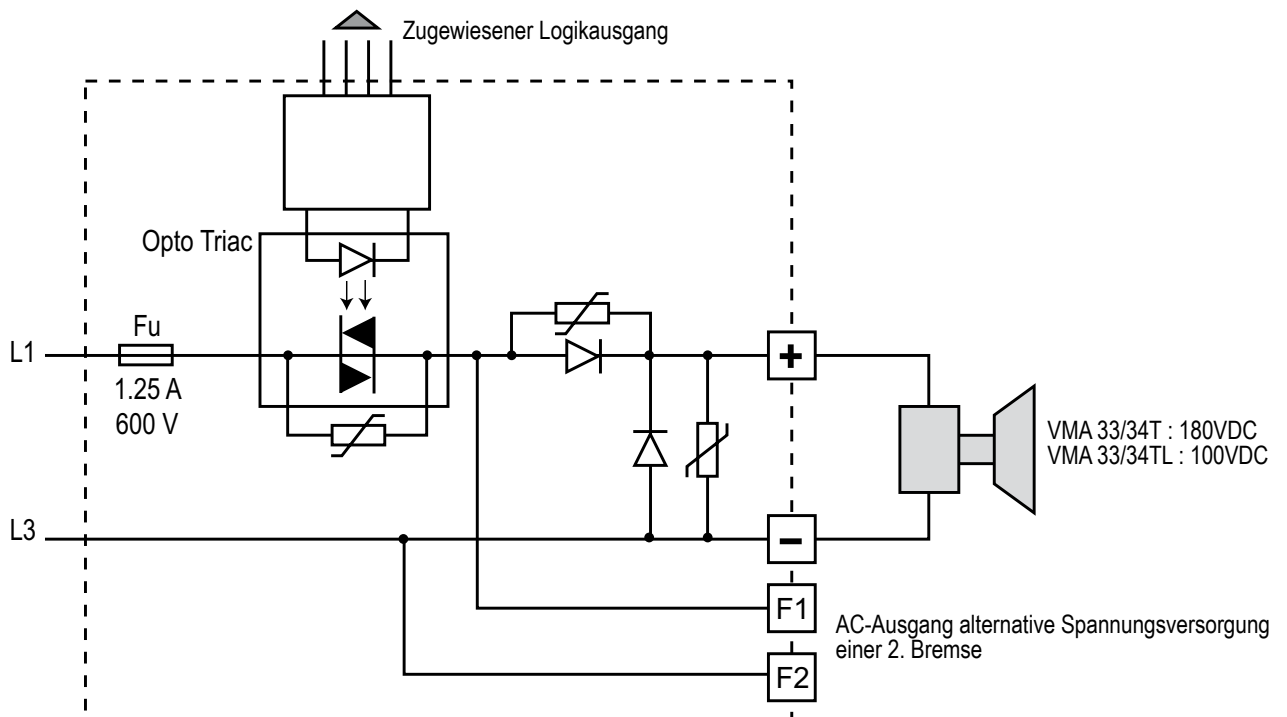 Zugewiesener Logikausgang
Opto Triac
Fu
L1
1.25 A
600 V
+
VMA 33/34T : 180VDC
VMA 33/34TL : 100VDC
L3
−
F1
AC-Ausgang alternative Spannungsversorgung
einer 2. Bremse
F2